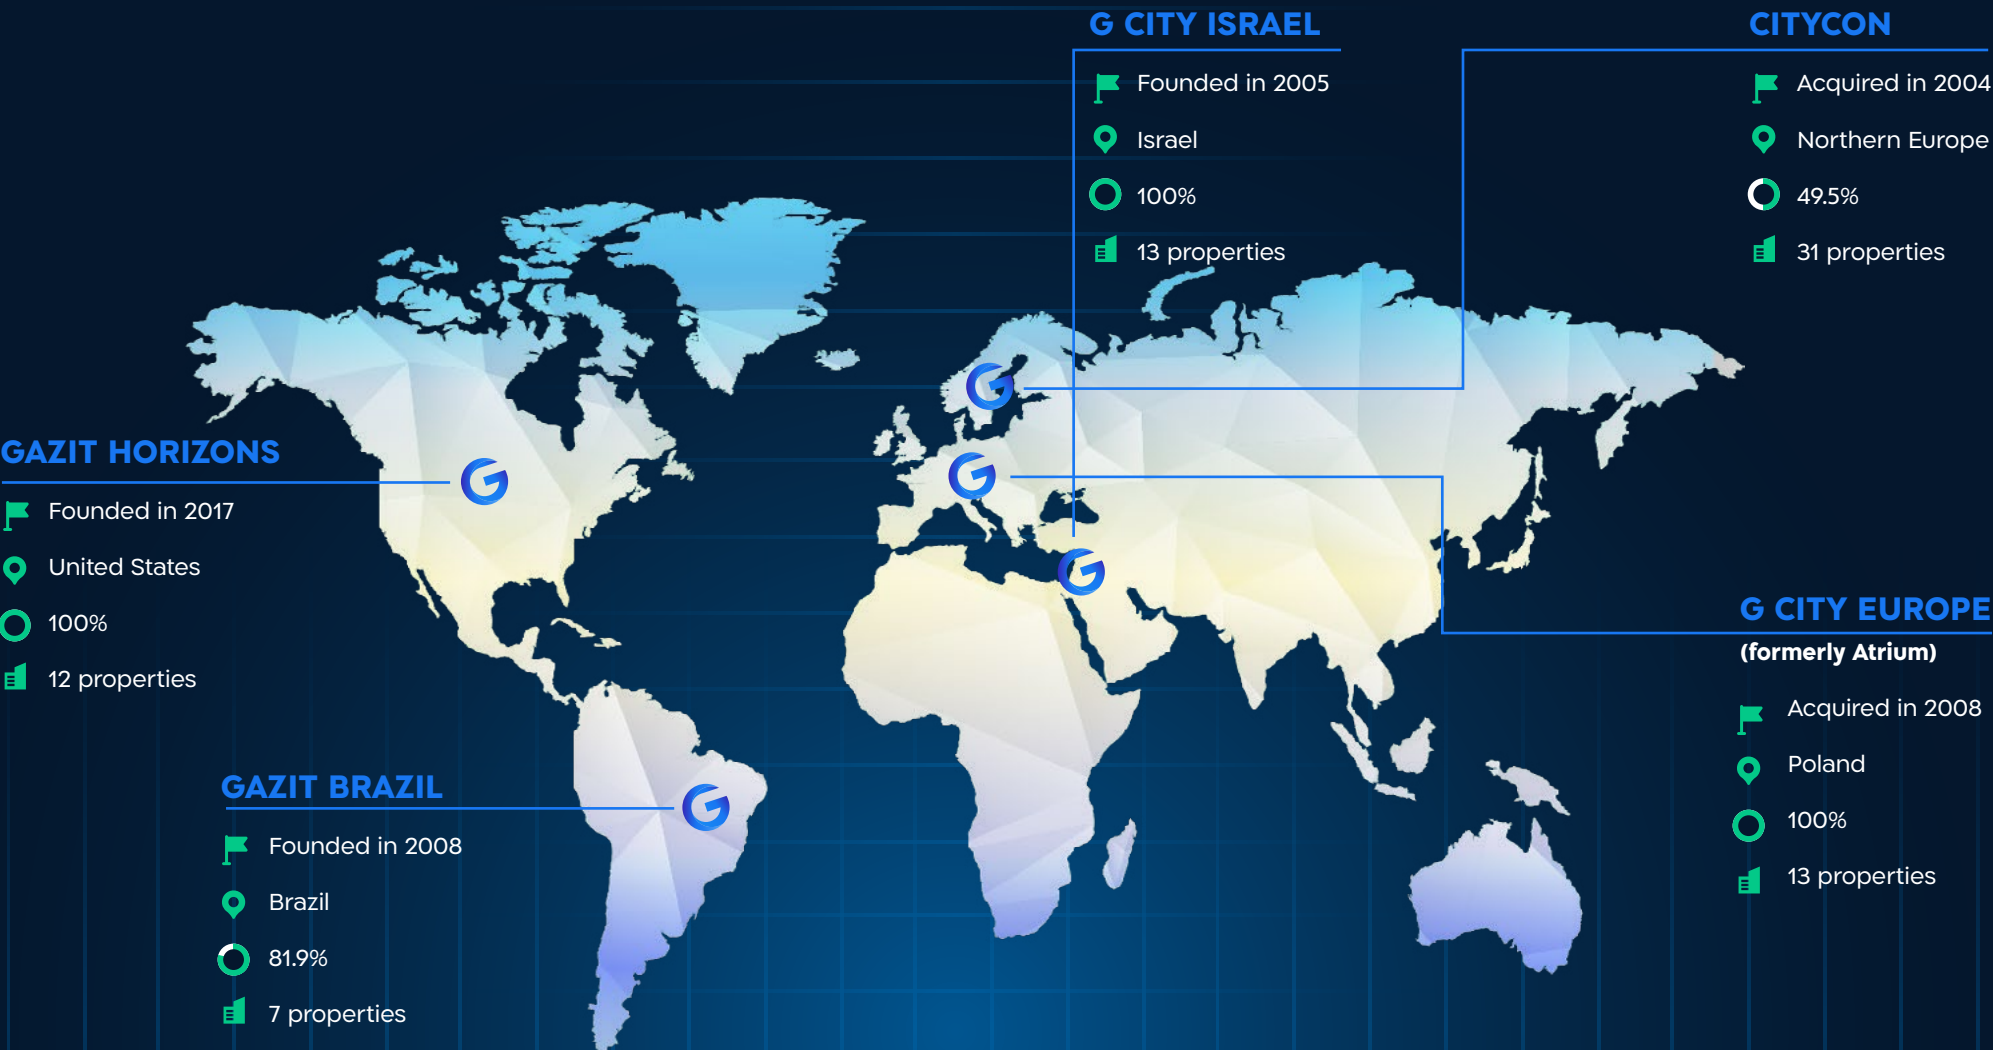 G CITY ISRAEL
Founded in 2005
Israel
100%
13 properties
CITYCON
Acquired in 2004
Northern Europe
49.5%
31 properties
GAZIT HORIZONS
Founded in 2017
United States
100%
12 properties
G CITY EUROPE
(formerly Atrium)
Acquired in 2008
Poland
100%
13 properties
GAZIT BRAZIL
Founded in 2008
Brazil
81.9%
7 properties